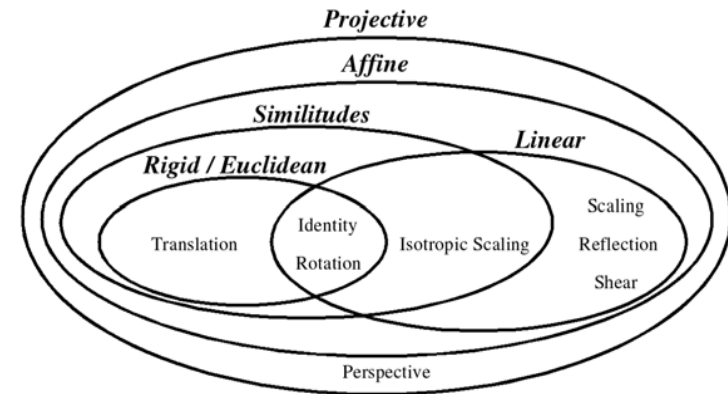 Projective
Affine
Similitudes
Linear
Rigid / Euclidean
Scaling
Identity
Translation
Isotropic Scaling
Reflection
Rotation
Shear
Perspective